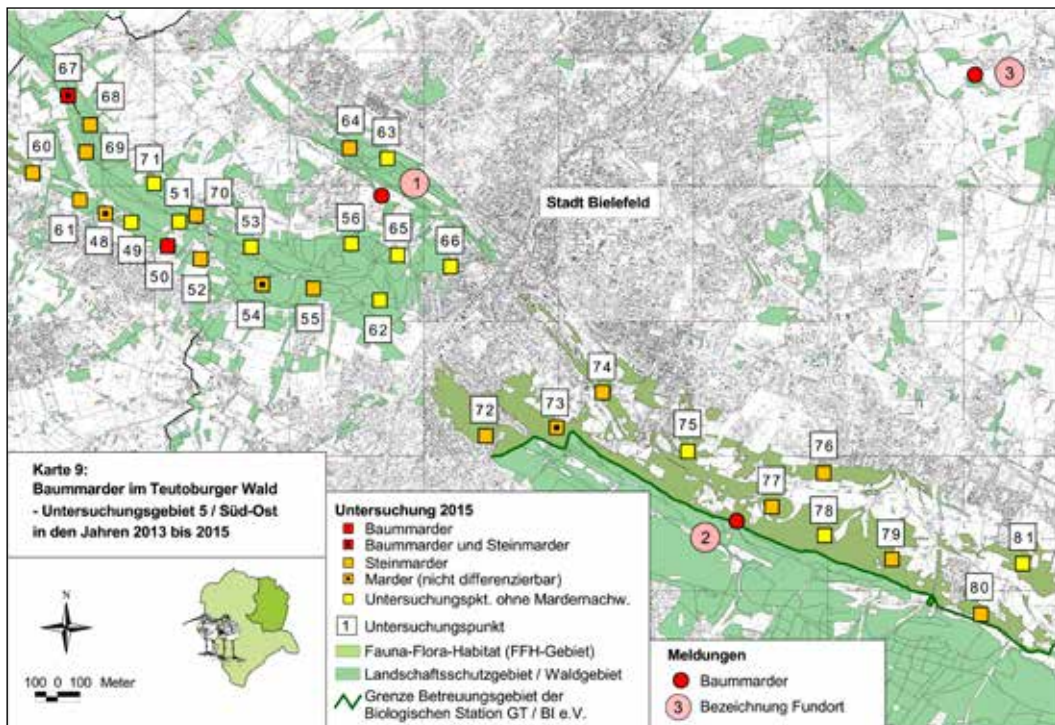 67
68
60
69
71
64
63
3
1
51
70
Stadt Bielefeld
53
56
65
66
61
48
49
50
52
54
55
62
74
72
73
75
76
77
78
79
81
2
80
Karte 9:
Baummarder im Teutoburger Wald
- Untersuchungsgebiet 5 / Süd-Ost
in den Jahren 2013 bis 2015
N
100 0 100 Meter
Untersuchung 2015
Baummarder
Baummarder und Steinmarder
Steinmarder
Marder (nicht differenzierbar)
Untersuchungspkt. ohne Mardernachw.
1 Untersuchungspunkt
Fauna-Flora-Habitat (FFH-Gebiet)
Landschaftsschutzgebiet / Waldgebiet
Grenze Betreuungsgebiet der
Biologischen Station GT / BI e.V.
Meldungen
Baummarder
3 Bezeichnung Fundort